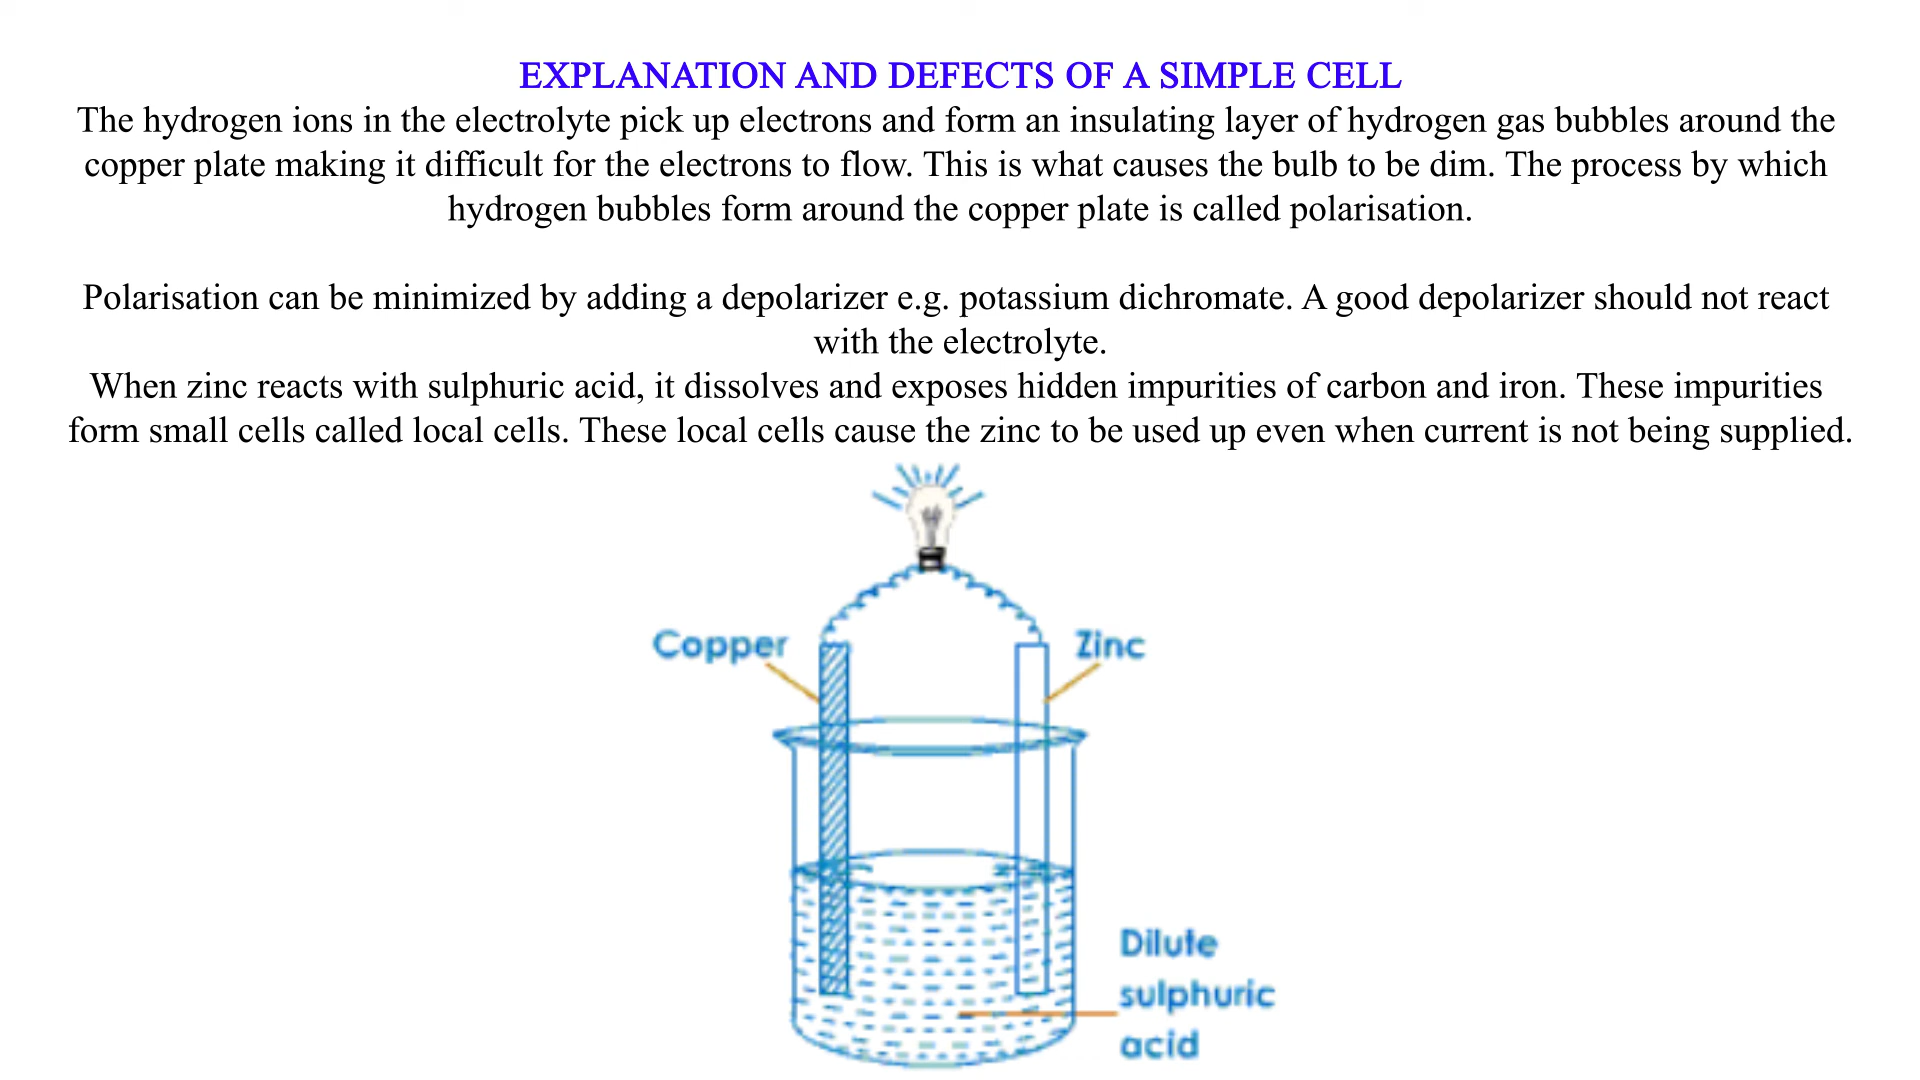 EXPLANATION AND DEFECTS OF A SIMPLE CELL
The hydrogen ions in the electrolyte pick up electrons and form an insulating layer of hydrogen gas bubbles around the
copper plate making it difficult for the electrons to flow. This is what causes the bulb to be dim. The process by which
hydrogen bubbles form around the copper plate is called polarisation.
Polarisation can be minimized by adding a depolarizer e.g. potassium dichromate. A good depolarizer should not react
with the electrolyte.
When zinc reacts with sulphuric acid, it dissolves and exposes hidden impurities of carbon and iron. These impurities
form small cells called local cells. These local cells cause the zinc to be used up even when current is not being supplied.
Copper
Zinc
Dilute
sulphuric
acid